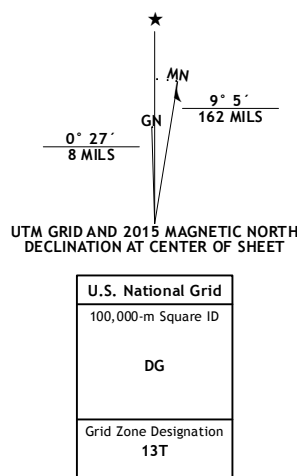 ★
MN
GN
9° 5´
162 MILS
0° 27´
8 MILS
UTM GRID AND 2015 MAGNETIC NORTH
DECLINATION AT CENTER OF SHEET
U.S. National Grid
100,000-m Square ID
DG
Grid Zone Designation
13T